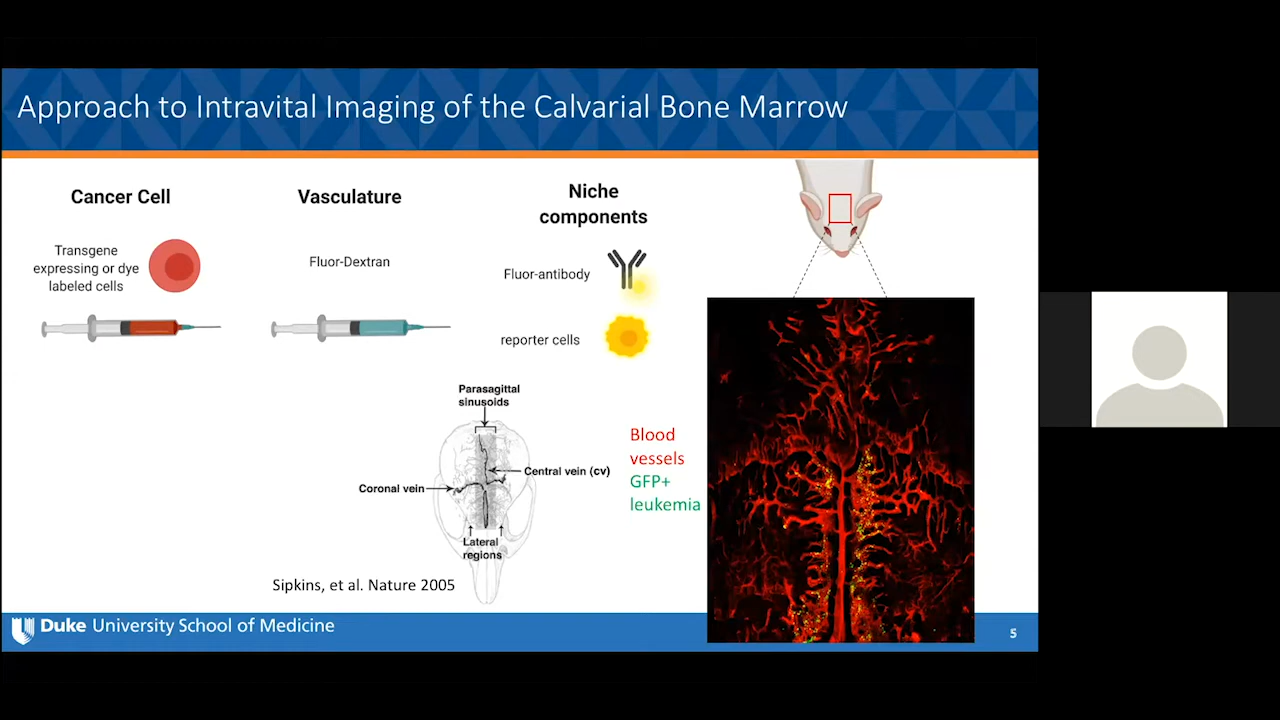 Approach to Intravital Imaging of the Calvarial Bone Marrow
Cancer Cell
Transgene
expressing or dye
labeled cells
Vasculature
Fluor-Dextran
Niche
components
Fluor-antibody
reporter cells
Parasagittal
sinusoids
Central vein (cv)
Coronal vein
Lateral
regions
Blood
vessels
GFP+
leukemia
Sipkins, et al. Nature 2005
Duke University School of Medicine
5